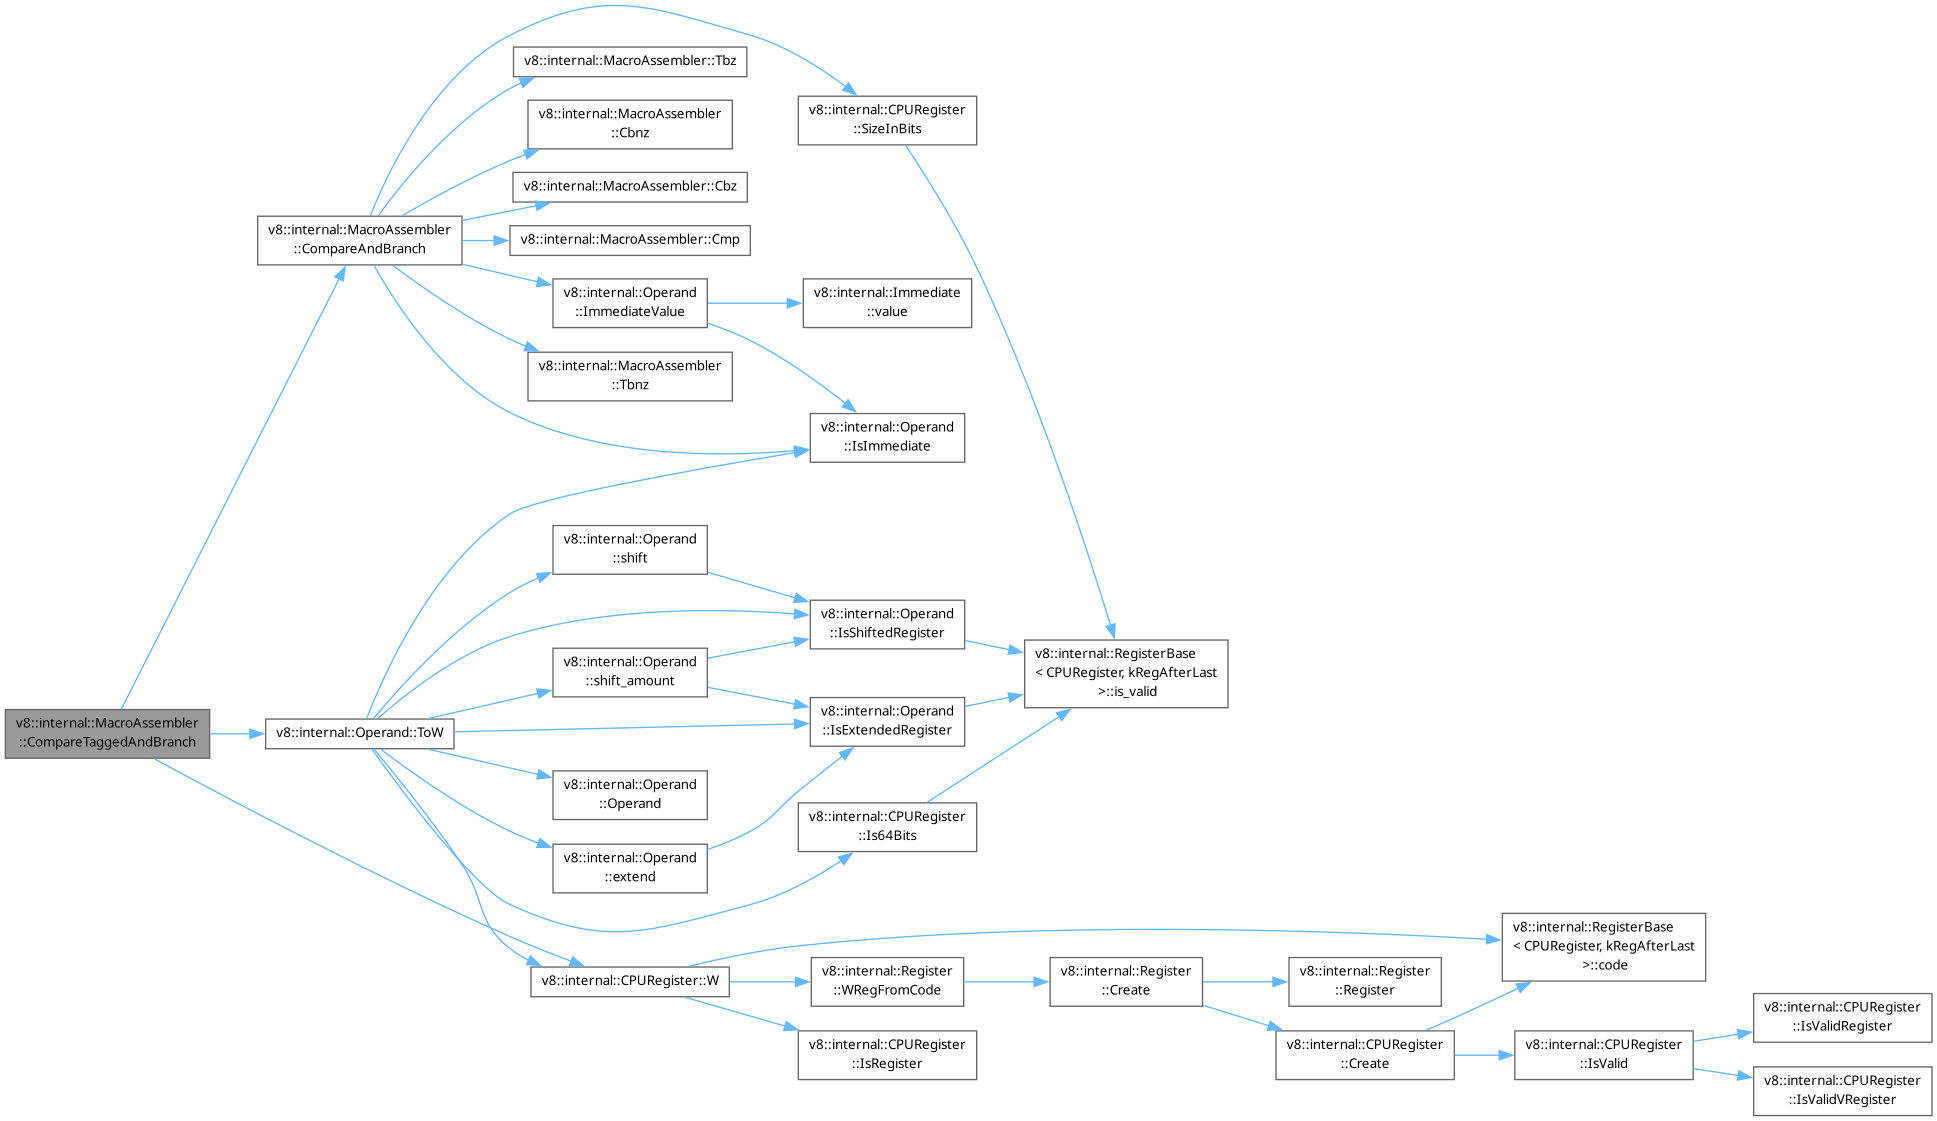 v8::internal::MacroAssembler
::CompareTaggedAndBranch
v8::internal::MacroAssembler
::CompareAndBranch
v8::internal::Operand::ToW
v8::internal::MacroAssembler::Tbz
v8::internal::MacroAssembler
::Cbnz
v8::internal::MacroAssembler::Cbz
v8::internal::MacroAssembler::Cmp
v8::internal::Operand
::ImmediateValue
v8::internal::MacroAssembler
::Tbnz
v8::internal::Operand
::shift
v8::internal::Operand
::shift_amount
v8::internal::Operand
::Operand
v8::internal::Operand
::extend
v8::internal::CPURegister::W
v8::internal::CPURegister
::SizeInBits
v8::internal::Immediate
::value
v8::internal::Operand
::IsImmediate
v8::internal::Operand
::IsShiftedRegister
v8::internal::Operand
::IsExtendedRegister
v8::internal::CPURegister
::Is64Bits
v8::internal::Register
::WRegFromCode
v8::internal::CPURegister
::IsRegister
v8::internal::RegisterBase
< CPURegister, kRegAfterLast
>::is_valid
v8::internal::Register
::Create
v8::internal::Register
::Register
v8::internal::CPURegister
::Create
v8::internal::RegisterBase
< CPURegister, kRegAfterLast
>::code
v8::internal::CPURegister
::IsValid
v8::internal::CPURegister
::IsValidRegister
v8::internal::CPURegister
::IsValidVRegister